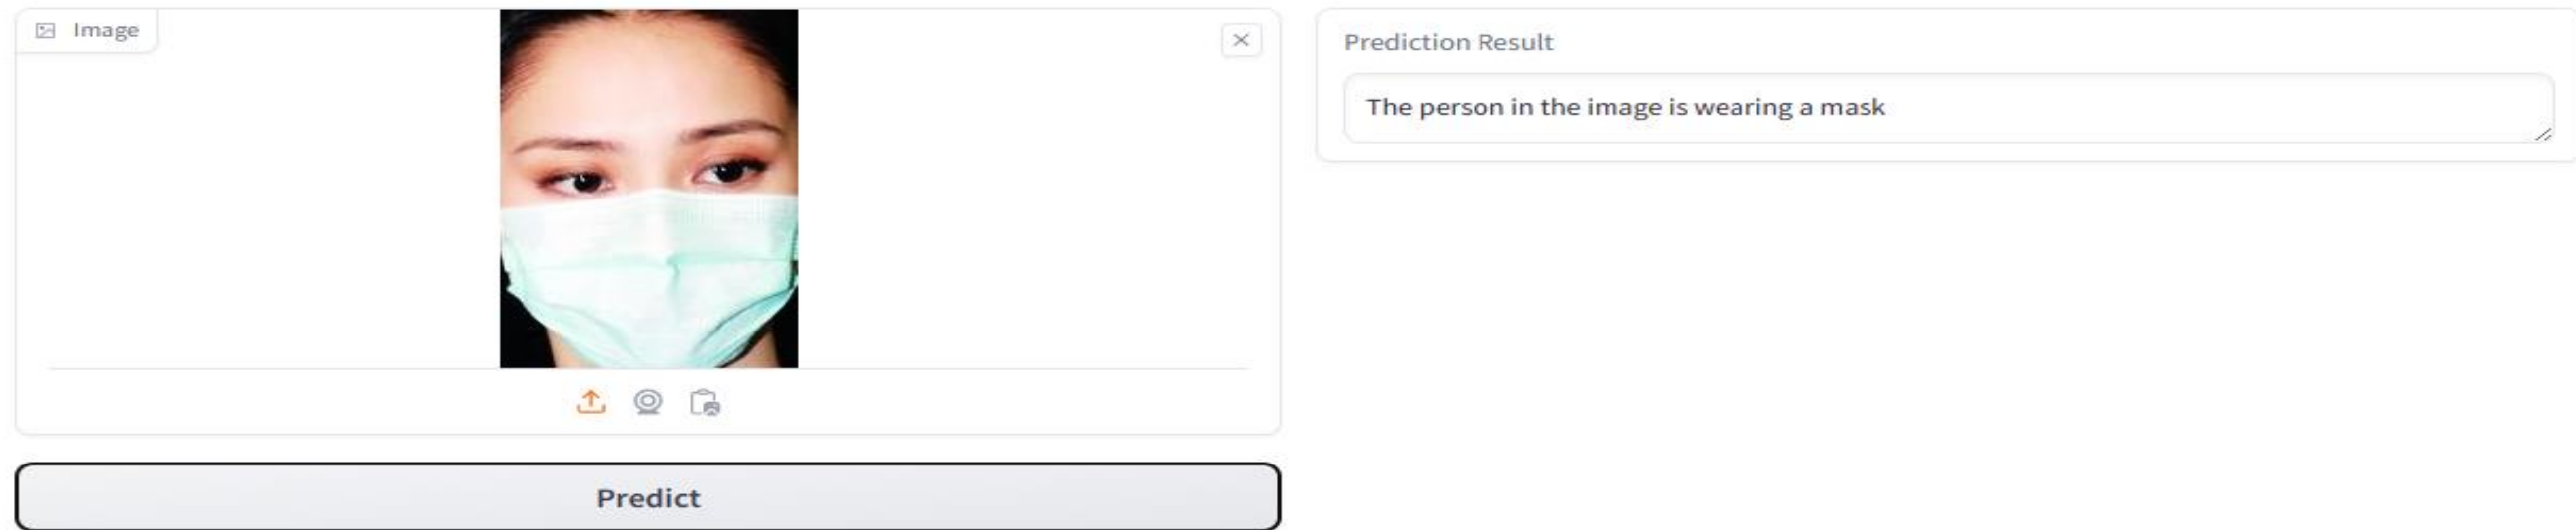 Image
Prediction Result
The person in the image is wearing a mask
Predict